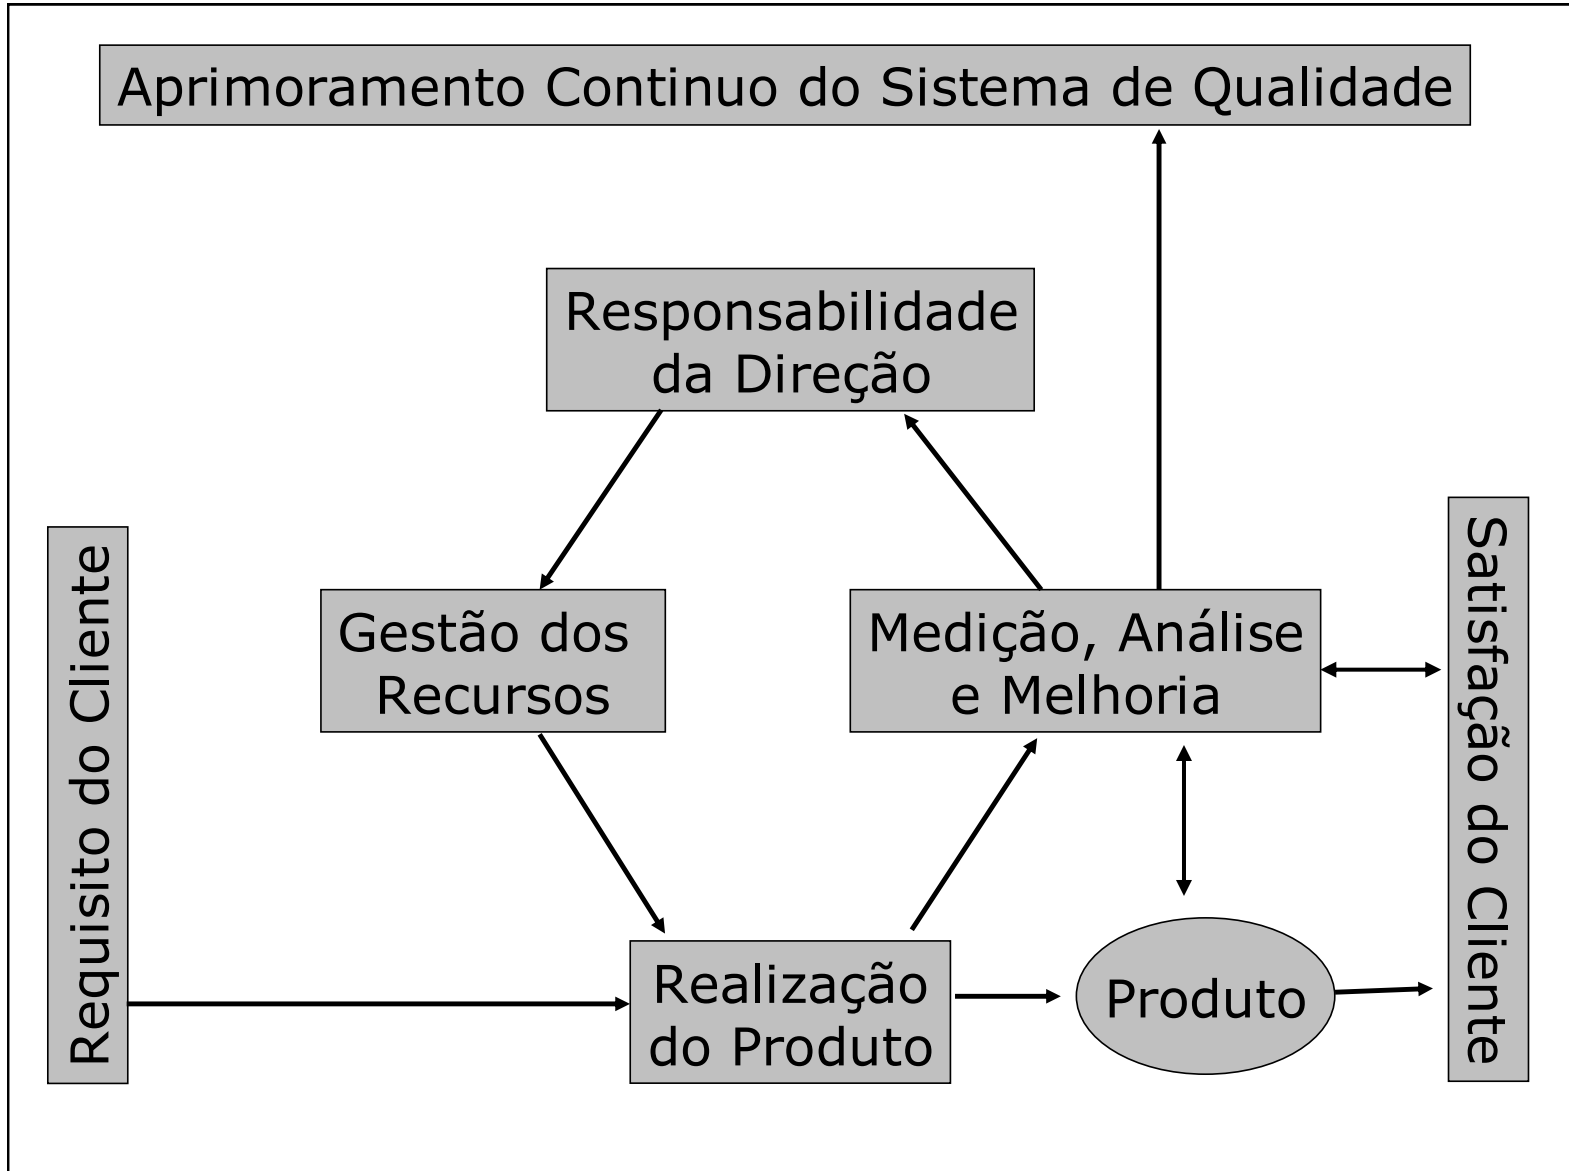 Aprimoramento Continuo do Sistema de Qualidade
Responsabilidade
da Direção
Requisito do Cliente
Gestão dos
Recursos
Medição, Análise
e Melhoria
Satisfação do Cliente
Realização
do Produto
Produto